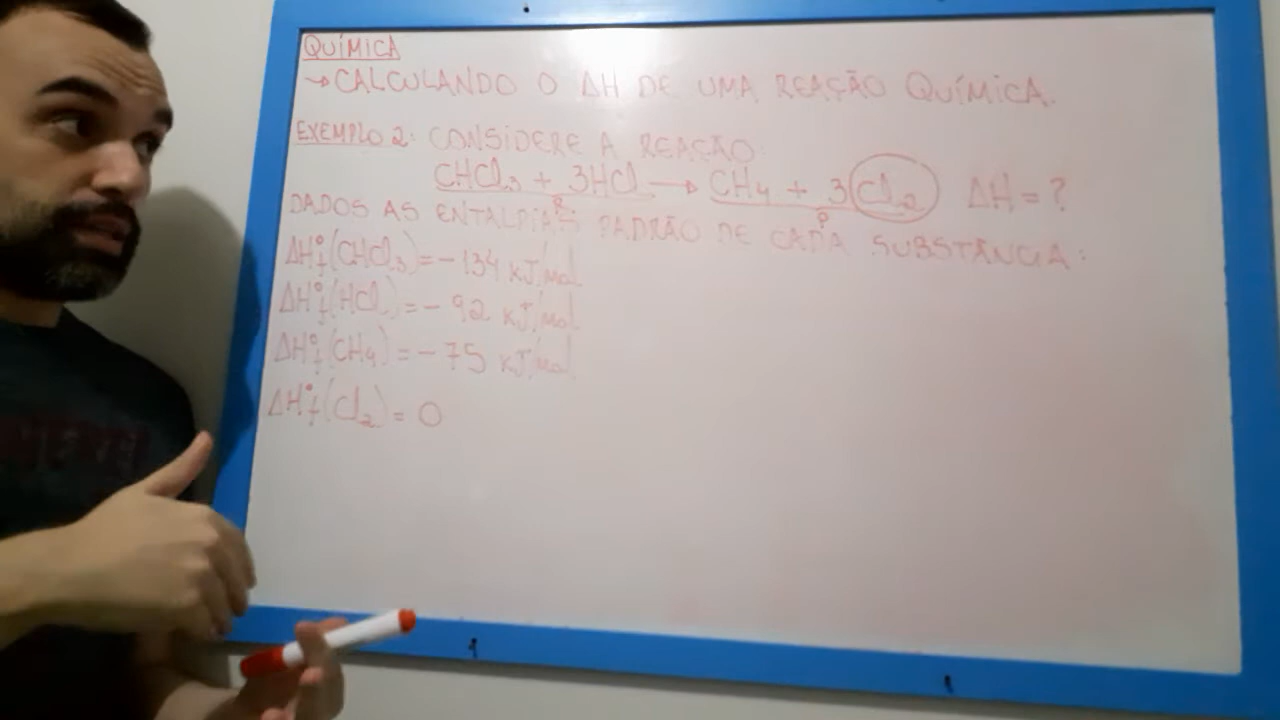 QUÍMICA
→ CALCULANDO O ΔH DE UMA REAÇÃO QUÍMICA.
EXEMPLO 2: CONSIDERE A REAÇÃO:
CHCl₃ + 3HCl → CH₄ + 3Cl₂ ΔH = ?
R P
DADOS AS ENTALPIAS PADRÃO DE CADA SUBSTÂNCIA:
ΔH°f(CHCl₃) = - 134 kJ/mol
ΔH°f(HCl) = - 92 kJ/mol
ΔH°f(CH₄) = - 75 kJ/mol
ΔH°f(Cl₂) = 0